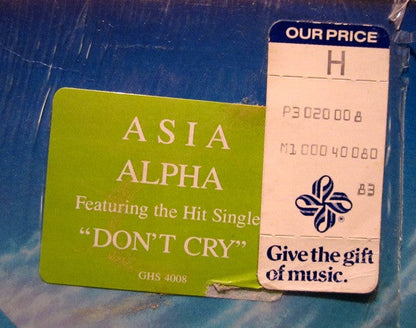 ASIA
ALPHA
Featuring the Hit Single
“DON'T CRY”
GHS 4008
OUR PRICE
H
P3 020 00 8
M1 000 40 080
83
Give the gift
of music.